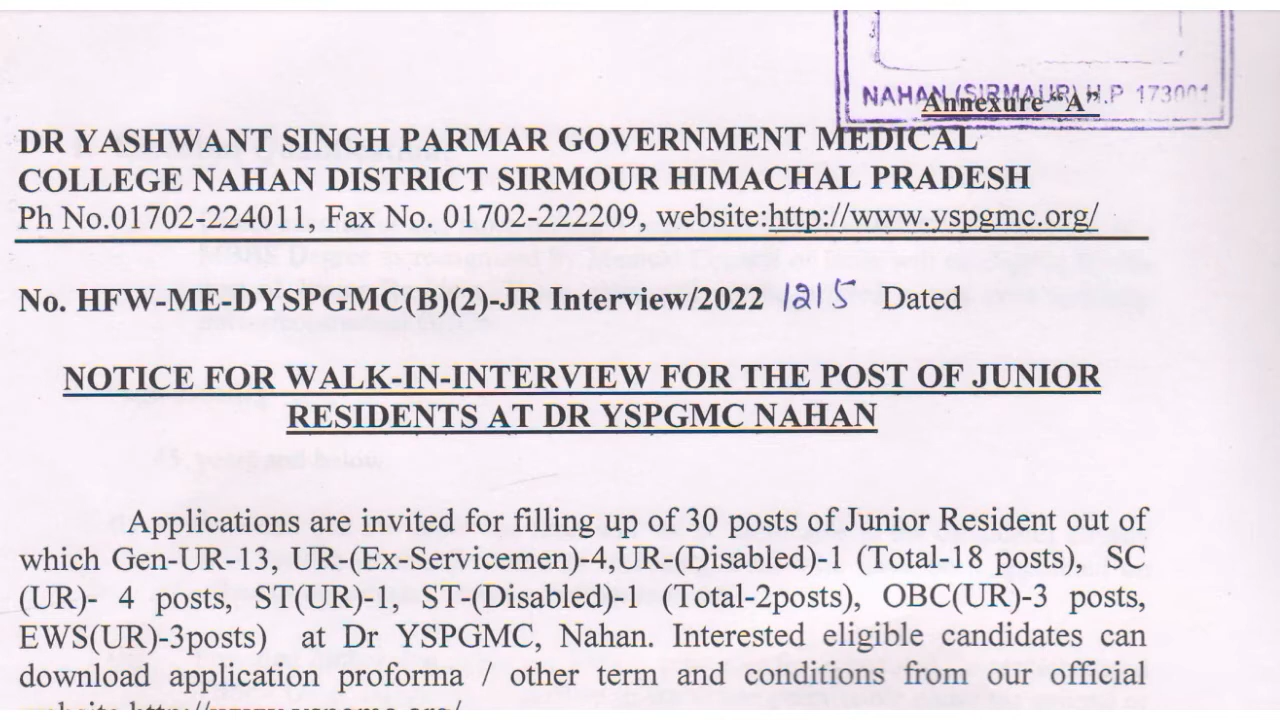 NAHAN (SIRMAUR) H.P 173001
Annexure “A”
DR YASHWANT SINGH PARMAR GOVERNMENT MEDICAL
COLLEGE NAHAN DISTRICT SIRMOUR HIMACHAL PRADESH
Ph No.01702-224011, Fax No. 01702-222209, website:http://www.yspgmc.org/
No. HFW-ME-DYSPGMC(B)(2)-JR Interview/2022 1215 Dated
NOTICE FOR WALK-IN-INTERVIEW FOR THE POST OF JUNIOR
RESIDENTS AT DR YSPGMC NAHAN
Applications are invited for filling up of 30 posts of Junior Resident out of
which Gen-UR-13, UR-(Ex-Servicemen)-4,UR-(Disabled)-1 (Total-18 posts), SC
(UR)- 4 posts, ST(UR)-1, ST-(Disabled)-1 (Total-2posts), OBC(UR)-3 posts,
EWS(UR)-3posts) at Dr YSPGMC, Nahan. Interested eligible candidates can
download application proforma / other term and conditions from our official
website http://www.yspgmc.org/